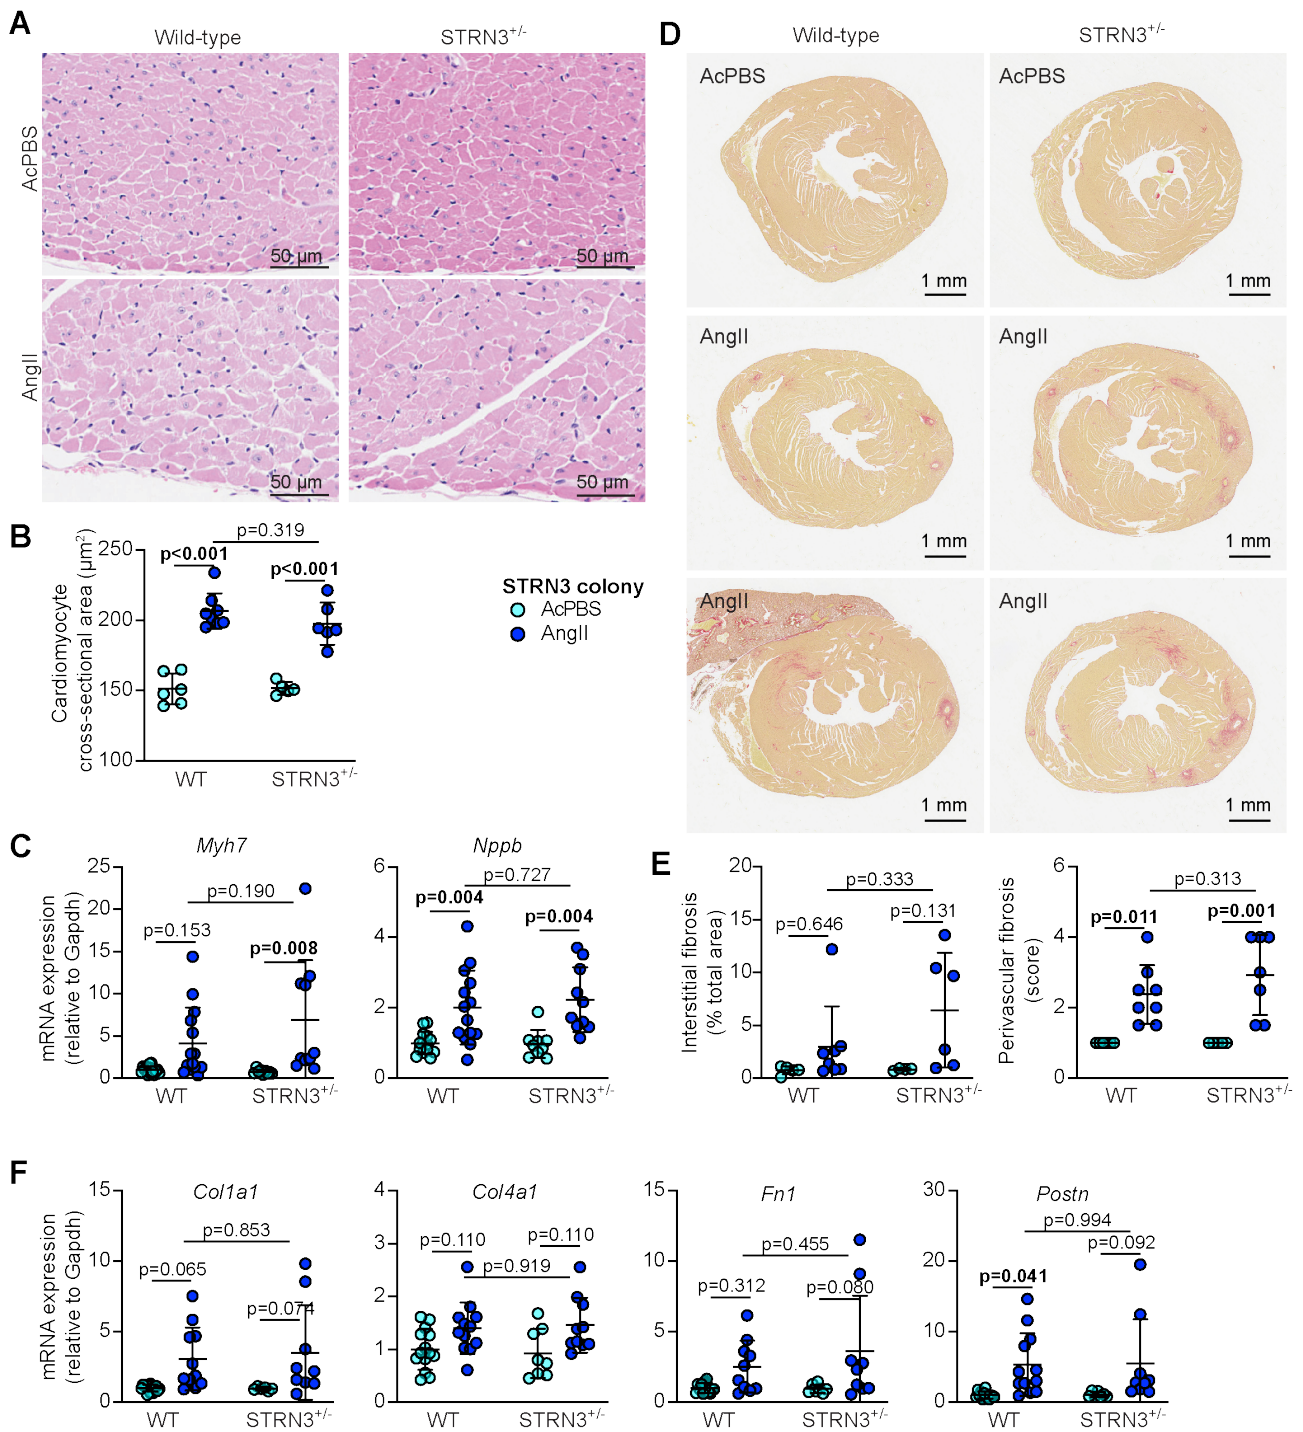 A
Wild-type
STRN3+/-
AcPBS
50 µm
50 µm
AngII
50 µm
50 µm
B
Cardiomyocyte
cross-sectional area (µm²)
250
200
150
100
p=0.319
p<0.001
p<0.001
WT
STRN3+/-
STRN3 colony
AcPBS
AngII
C
mRNA expression
(relative to Gapdh)
Myh7
25
20
15
10
5
0
p=0.190
p=0.153
p=0.008
WT
STRN3+/-
Nppb
6
4
2
0
p=0.727
p=0.004
p=0.004
WT
STRN3+/-
D
Wild-type
STRN3+/-
AcPBS
1 mm
AcPBS
1 mm
AngII
1 mm
AngII
1 mm
AngII
1 mm
AngII
1 mm
E
Interstitial fibrosis
(% total area)
20
15
10
5
0
p=0.333
p=0.646
p=0.131
WT
STRN3+/-
Perivascular fibrosis
(score)
6
4
2
0
p=0.313
p=0.011
p=0.001
WT
STRN3+/-
F
mRNA expression
(relative to Gapdh)
Col1a1
15
10
5
0
p=0.853
p=0.065
p=0.074
WT
STRN3+/-
Col4a1
4
3
2
1
0
p=0.110
p=0.110
p=0.919
WT
STRN3+/-
Fn1
15
10
5
0
p=0.455
p=0.312
p=0.080
WT
STRN3+/-
Postn
30
20
10
0
p=0.994
p=0.092
p=0.041
WT
STRN3+/-